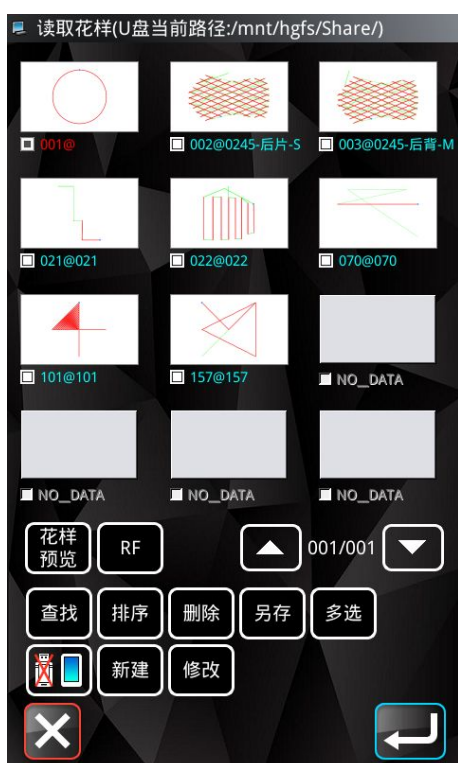 读取花样(U盘当前路径:/mnt/hgfs/Share/)
001@
002@0245-后片-S
003@0245-后背-M
021@021
022@022
070@070
101@101
157@157
NO_DATA
NO_DATA
NO_DATA
NO_DATA
花样
预览
RF
001/001
查找
排序
删除
另存
多选
新建
修改